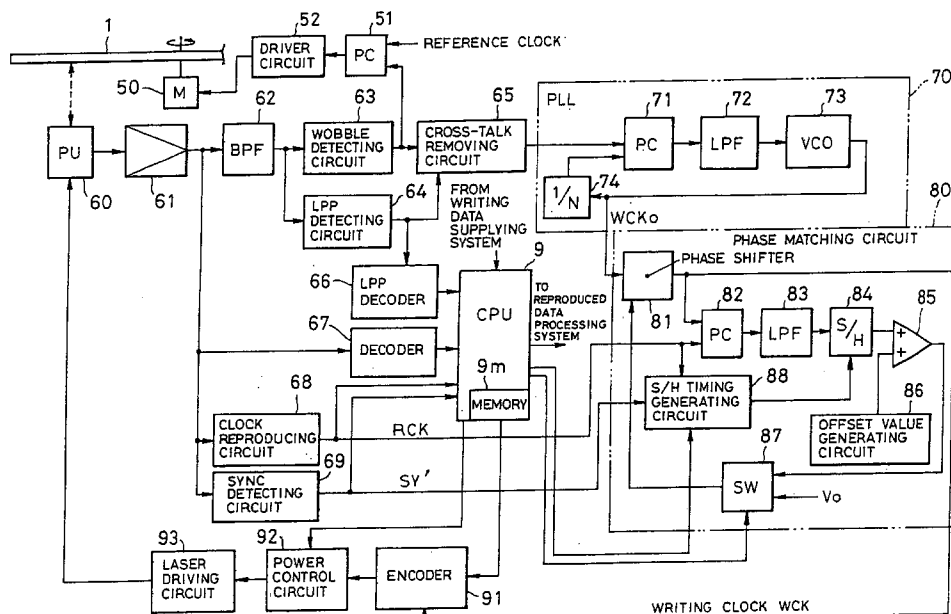 1
52
DRIVER
CIRCUIT
51
PC
REFERENCE CLOCK
50
M
62
63
65
70
PU
60
61
BPF
WOBBLE
DETECTING
CIRCUIT
CROSS-TALK
REMOVING
CIRCUIT
PLL
71
PC
72
LPF
73
VCO
1/N
74
64
LPP
DETECTING
CIRCUIT
FROM
WRITING
DATA
SUPPLYING
SYSTEM
WCKo
80
PHASE MATCHING CIRCUIT
PHASE SHIFTER
81
66
LPP
DECODER
9
CPU
TO
REPRODUCED
DATA
PROCESSING
SYSTEM
82
PC
83
LPF
84
S/H
85
+
+
67
DECODER
9m
MEMORY
S/H TIMING
GENERATING
CIRCUIT
88
86
OFFSET VALUE
GENERATING
CIRCUIT
68
CLOCK
REPRODUCING
CIRCUIT
RCK
69
SYNC
DETECTING
CIRCUIT
SY'
87
SW
Vo
93
LASER
DRIVING
CIRCUIT
92
POWER
CONTROL
CIRCUIT
ENCODER
91
WRITING CLOCK WCK